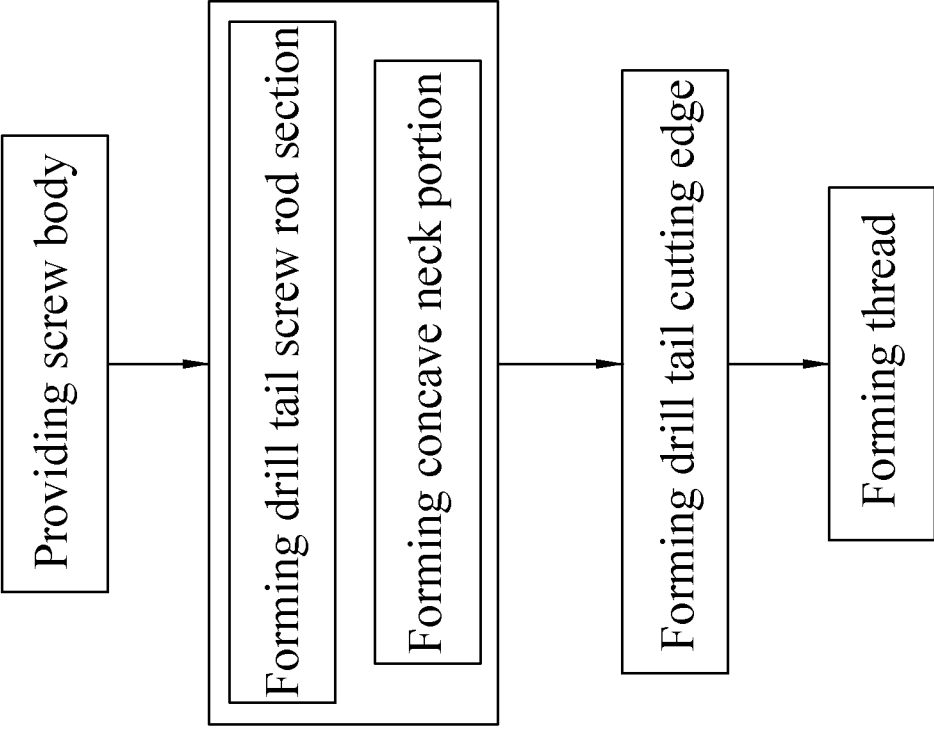 Providing screw body
Forming drill tail screw rod section
Forming concave neck portion
Forming drill tail cutting edge
Forming thread